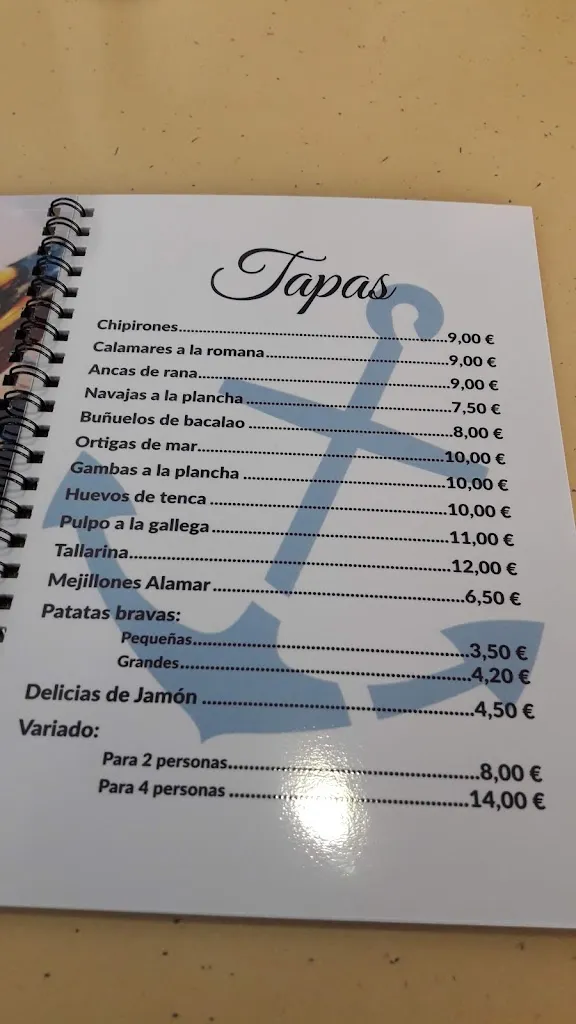 Tapas
Chipirones..........9,00 €
Calamares a la romana..........9,00 €
Ancas de rana..........9,00 €
Navajas a la plancha..........7,50 €
Buñuelos de bacalao..........8,00 €
Ortigas de mar..........10,00 €
Gambas a la plancha..........10,00 €
Huevos de tenca..........10,00 €
Pulpo a la gallega..........11,00 €
Tallarina..........12,00 €
Mejillones Alamar..........6,50 €
Patatas bravas:
Pequeñas..........3,50 €
Grandes..........4,20 €
Delicias de Jamón..........4,50 €
Variado:
Para 2 personas..........8,00 €
Para 4 personas..........14,00 €